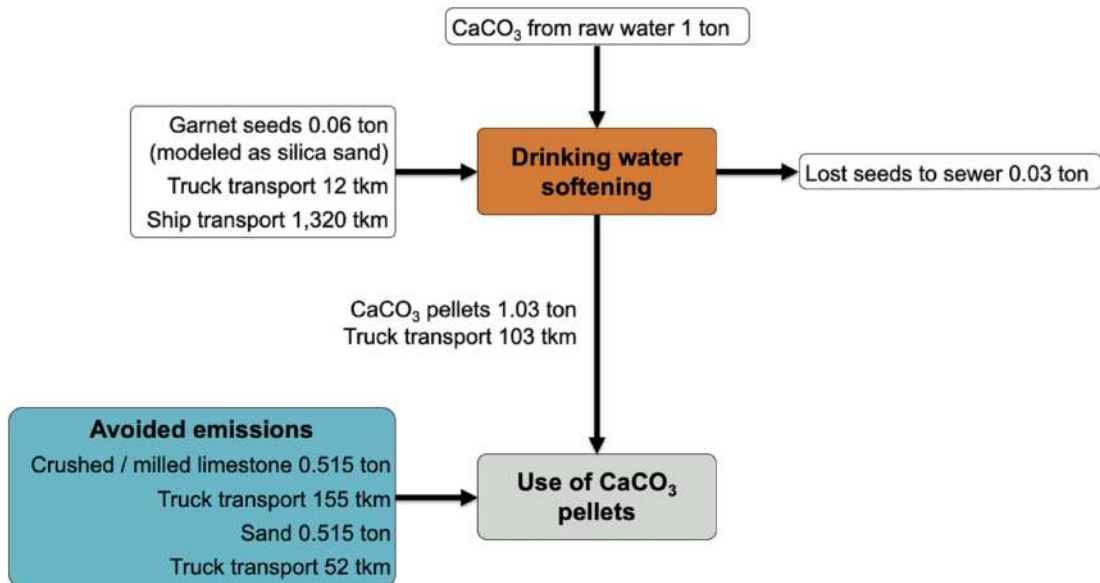 CaCO₃ from raw water 1 ton
Garnet seeds 0.06 ton
(modeled as silica sand)
Truck transport 12 tkm
Ship transport 1,320 tkm
Drinking water
softening
Lost seeds to sewer 0.03 ton
CaCO₃ pellets 1.03 ton
Truck transport 103 tkm
Avoided emissions
Crushed / milled limestone 0.515 ton
Truck transport 155 tkm
Sand 0.515 ton
Truck transport 52 tkm
Use of CaCO₃
pellets